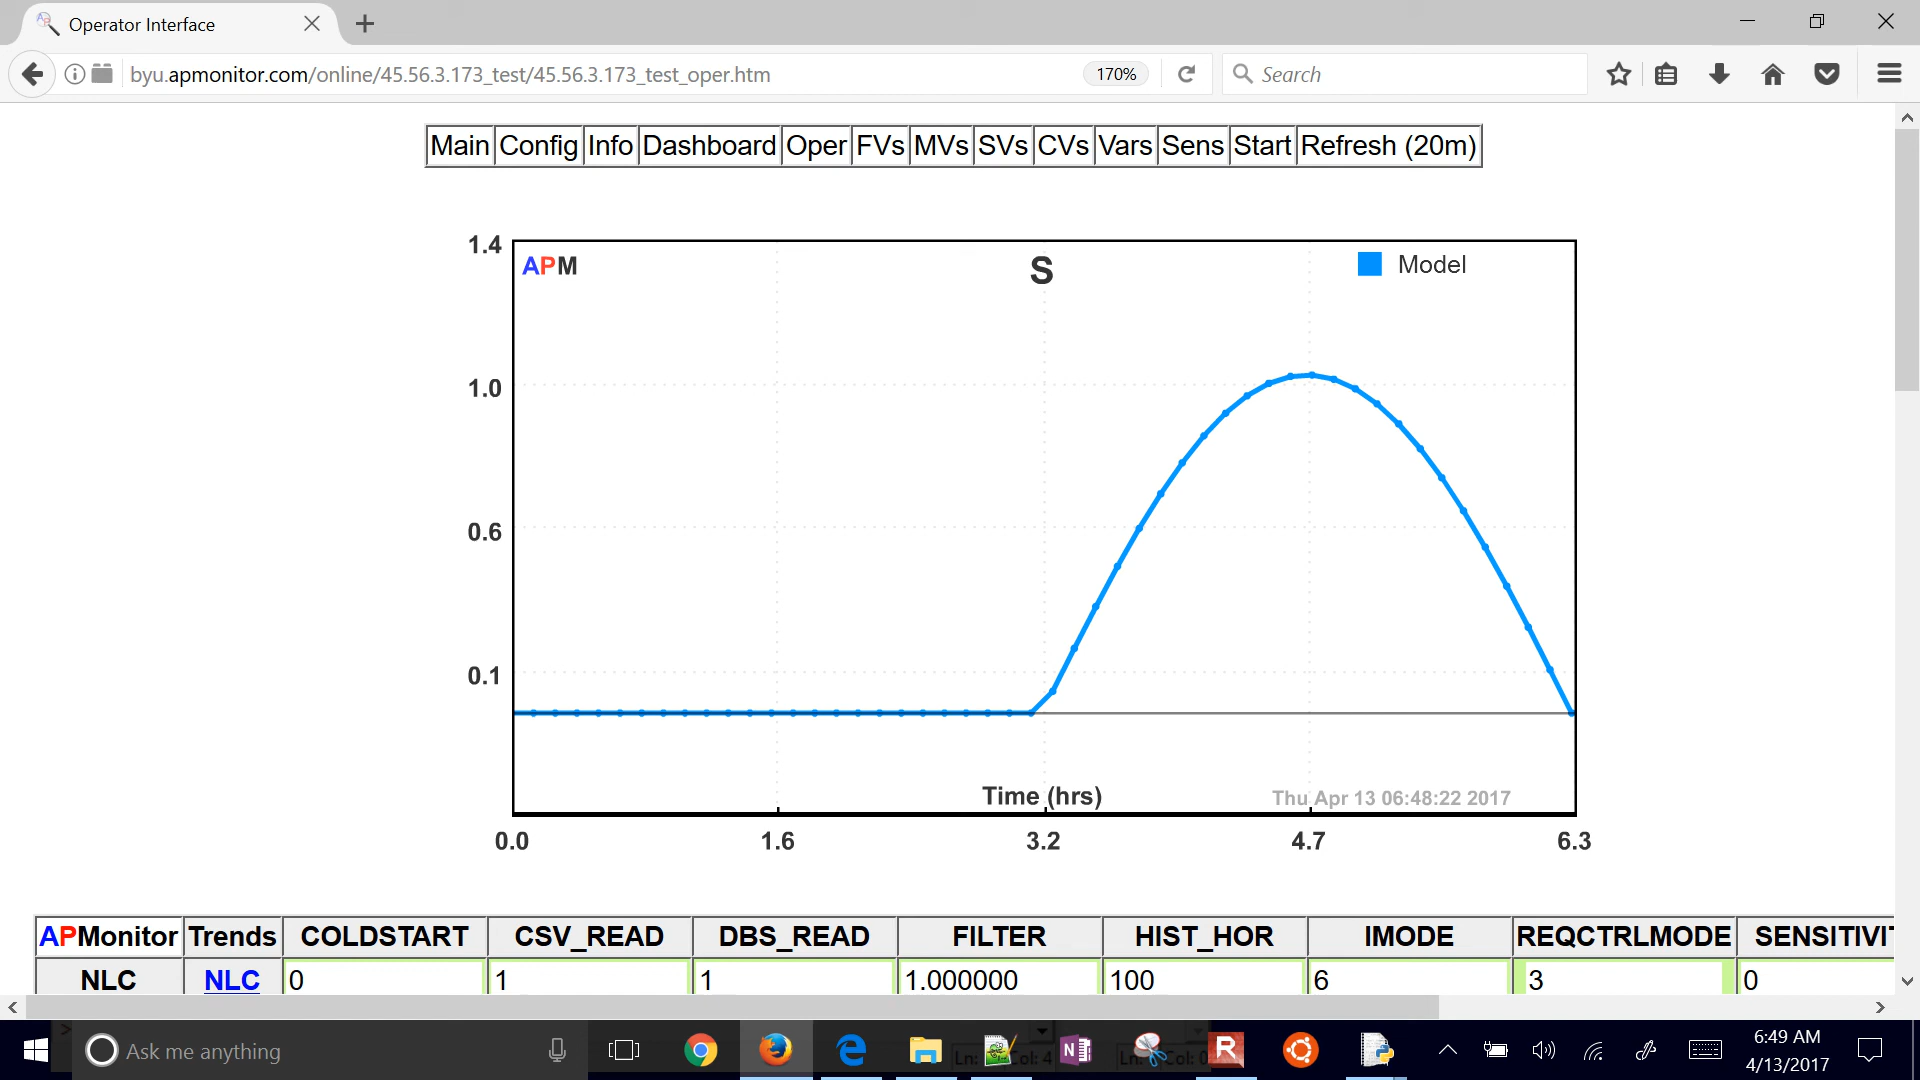 Operator Interface
byu.apmonitor.com/online/45.56.3.173_test/45.56.3.173_test_oper.htm
170%
Search
Main Config Info Dashboard Oper FVs MVs SVs CVs Vars Sens Start Refresh (20m)
1.4
APM
S
Model
1.0
0.6
0.1
Time (hrs)
Thu Apr 13 06:48:22 2017
0.0 1.6 3.2 4.7 6.3
APMonitor Trends COLDSTART CSV_READ DBS_READ FILTER HIST_HOR IMODE REQCTRLMODE SENSITIVI
NLC NLC 0 1 1 1.000000 100 6 3 0
Ask me anything
6:49 AM
4/13/2017